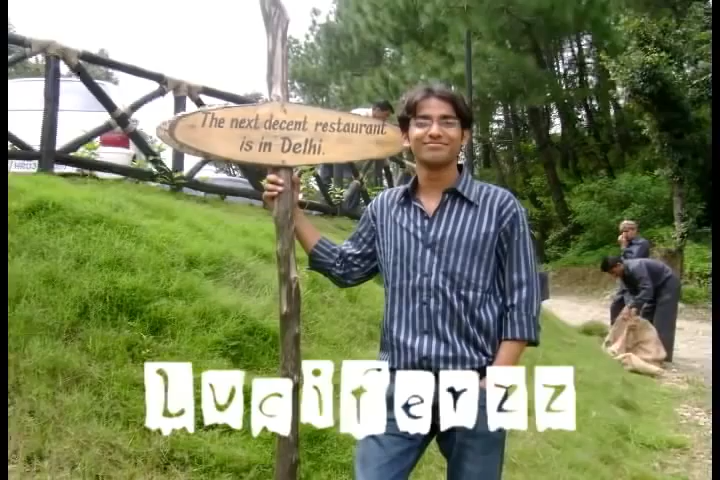 The next decent restaurant
is in Delhi.
Luciferzz